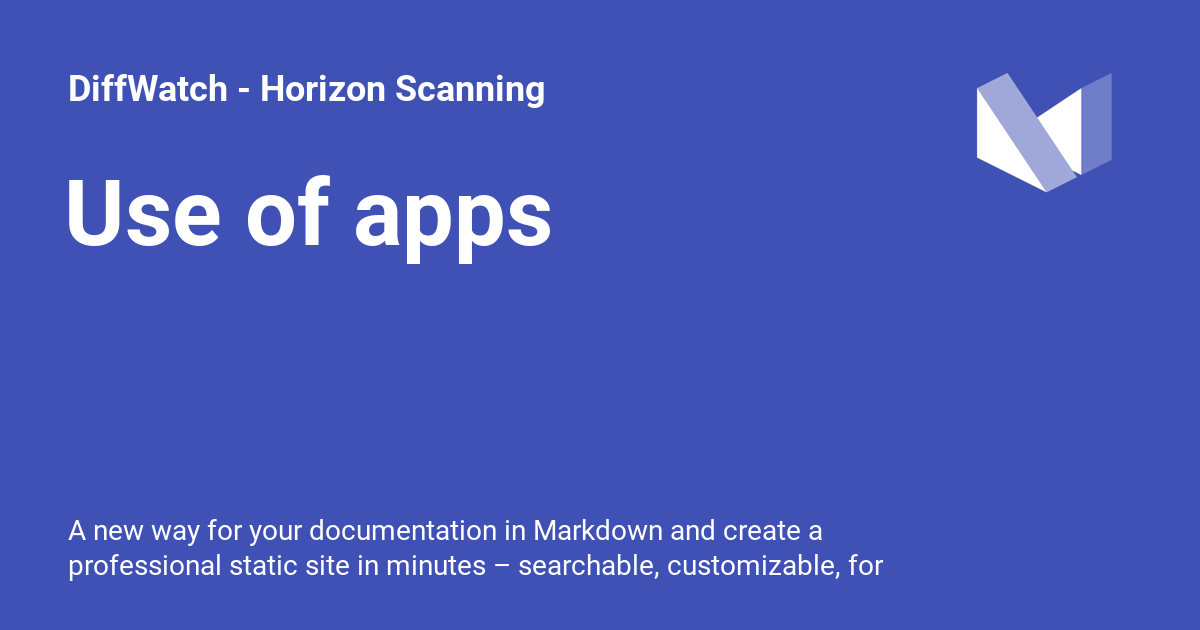 DiffWatch - Horizon Scanning
Use of apps
A new way for your documentation in Markdown and create a
professional static site in minutes – searchable, customizable, for